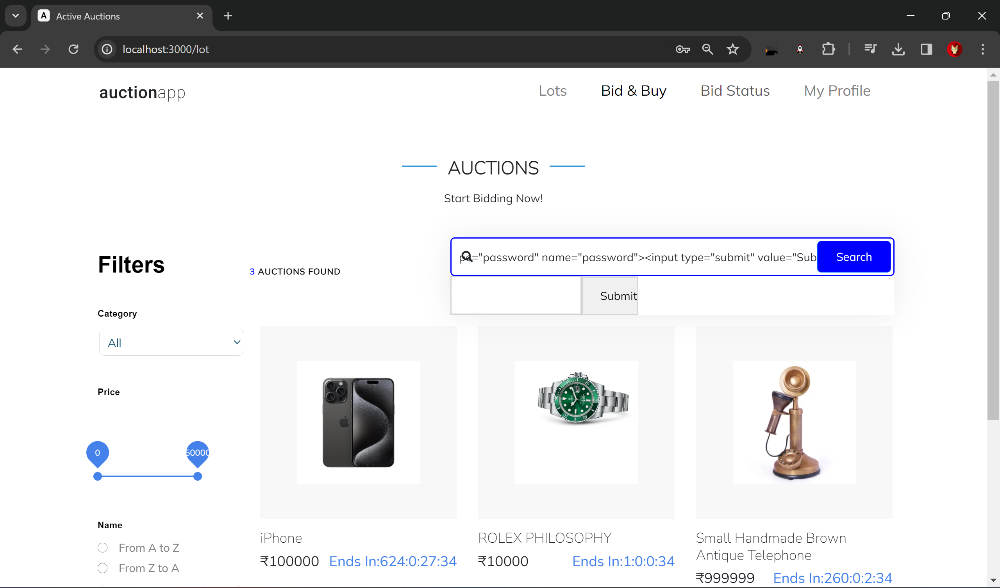 A Active Auctions
localhost:3000/lot
auctionapp
Lots Bid & Buy Bid Status My Profile
AUCTIONS
Start Bidding Now!
="password" name="password"><input type="submit" value="Sub
Search
Filters
3 AUCTIONS FOUND
Submit
Category
All
Price
0 50000
Name
From A to Z
From Z to A
iPhone
₹100000 Ends In:624:0:27:34
ROLEX PHILOSOPHY
₹10000 Ends In:1:0:0:34
Small Handmade Brown
Antique Telephone
₹999999 Ends In:260:0:2:34